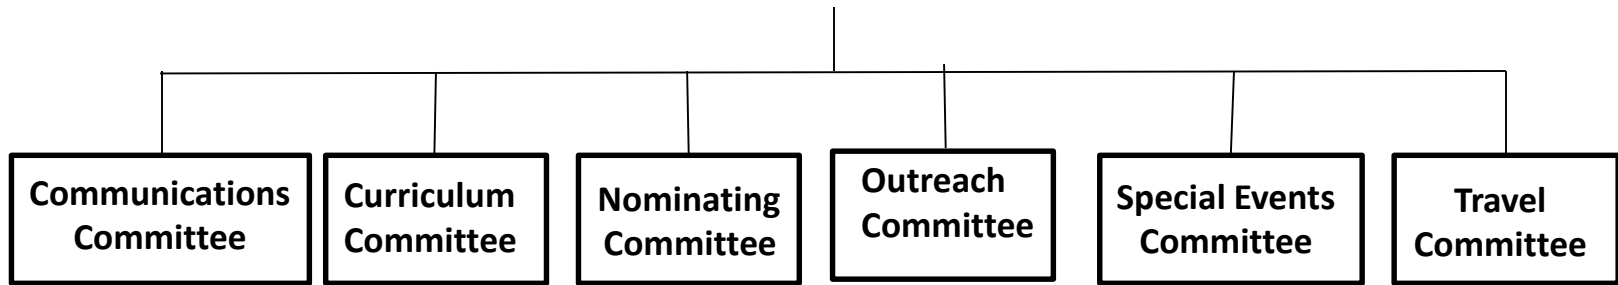 Communications
Committee
Curriculum
Committee
Nominating
Committee
Outreach
Committee
Special Events
Committee
Travel
Committee